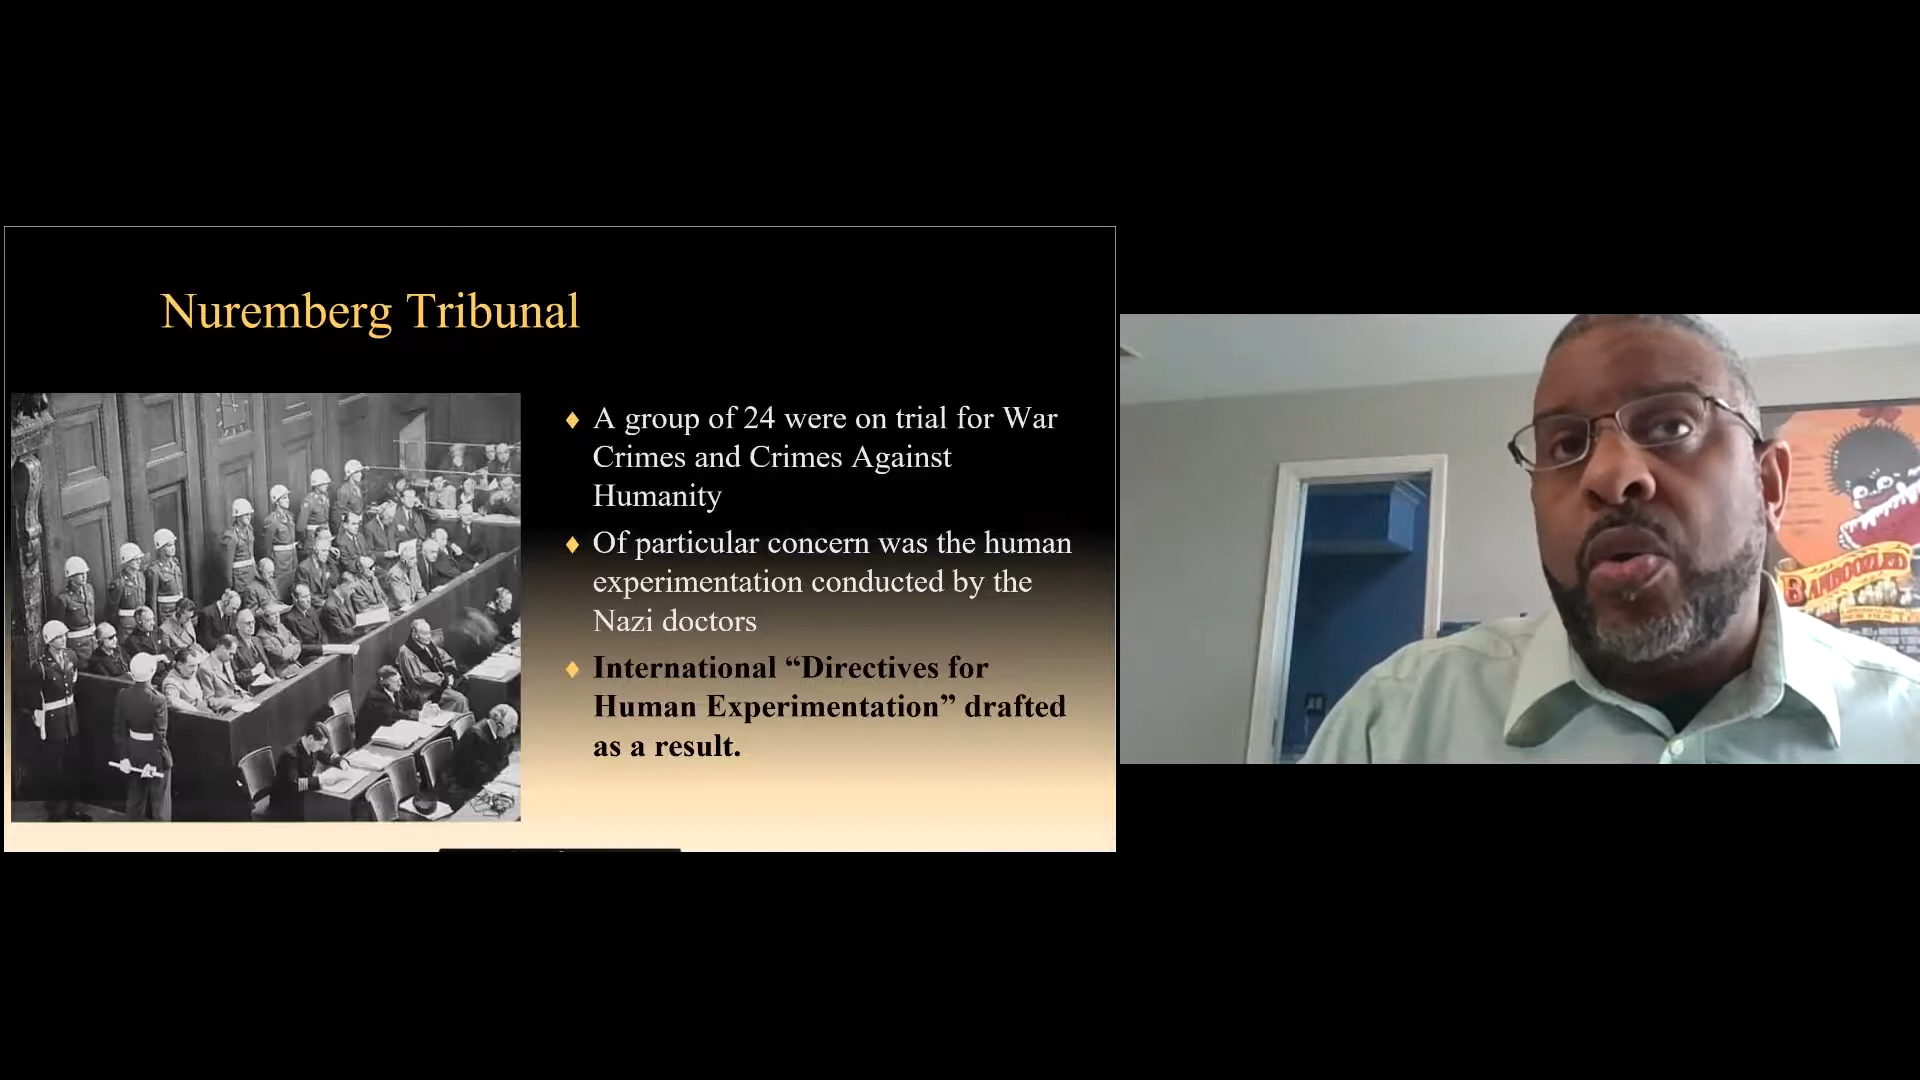 Nuremberg Tribunal
♦ A group of 24 were on trial for War
Crimes and Crimes Against
Humanity
♦ Of particular concern was the human
experimentation conducted by the
Nazi doctors
♦ International “Directives for
Human Experimentation” drafted
as a result.
BAMBOOZLED